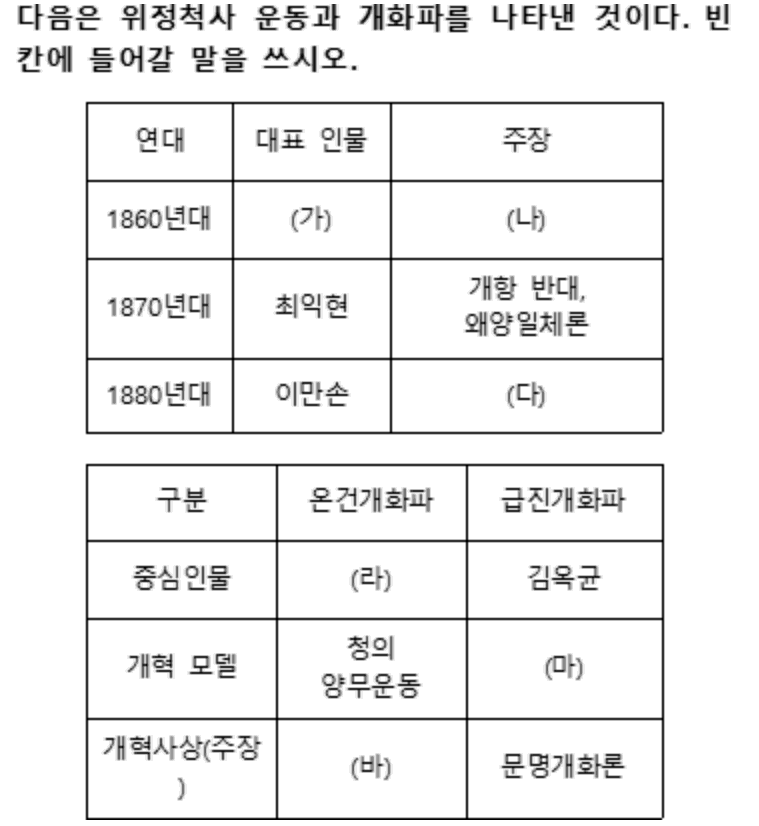 다음은 위정척사 운동과 개화파를 나타낸 것이다. 빈
칸에 들어갈 말을 쓰시오.
연대 대표 인물 주장
1860년대 (가) (나)
1870년대 최익현 개항 반대,
왜양일체론
1880년대 이만손 (다)
구분 온건개화파 급진개화파
중심인물 (라) 김옥균
개혁 모델 청의
양무운동 (마)
개혁사상(주장
) (바) 문명개화론